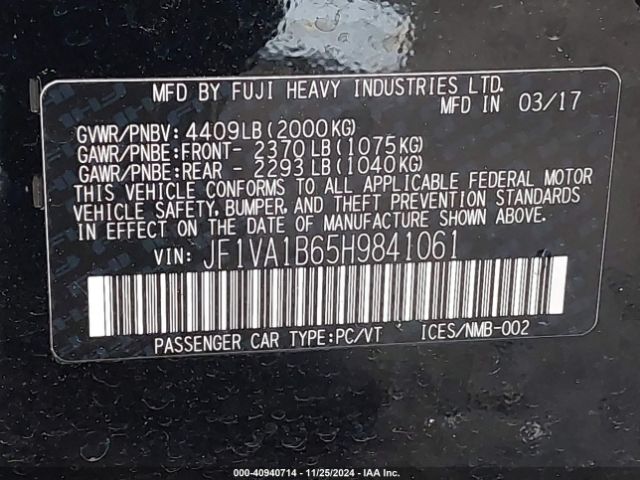 MFD BY FUJI HEAVY INDUSTRIES LTD.
MFD IN 03/17
GVWR/PNBV: 4409LB(2000KG)
GAWR/PNBE:FRONT- 2370LB(1075KG)
GAWR/PNBE:REAR - 2293LB(1040KG)
THIS VEHICLE CONFORMS TO ALL APPLICABLE FEDERAL MOTOR
VEHICLE SAFETY, BUMPER, AND THEFT PREVENTION STANDARDS
IN EFFECT ON THE DATE OF MANUFACTURE SHOWN ABOVE.
VIN: JF1VA1B65H9841061
PASSENGER CAR TYPE:PC/VT ICES/NMB-002
000-40940714 - 11/25/2024 - IAA Inc.